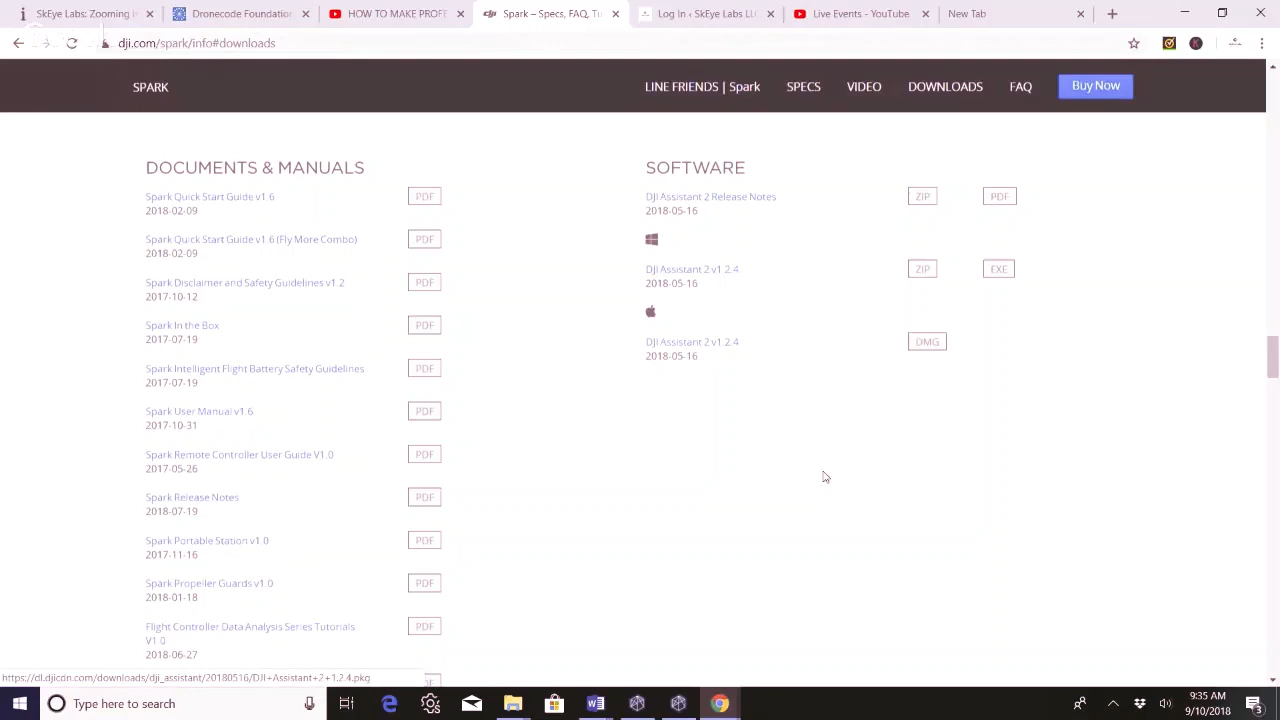 SkEye Labs Beginner Dron
Home / Twitter
How to - YouTube
Spark – Specs, FAQ, Tu
Log In ‹ Skeye Labs LLC
Live Events - YouTube
New Tab
dji.com/spark/info#downloads
SPARK
LINE FRIENDS | Spark
SPECS
VIDEO
DOWNLOADS
FAQ
Buy Now
DOCUMENTS & MANUALS
Spark Quick Start Guide v1.6
PDF
2018-02-09
Spark Quick Start Guide v1.6 (Fly More Combo)
PDF
2018-02-09
Spark Disclaimer and Safety Guidelines v1.2
PDF
2017-10-12
Spark In the Box
PDF
2017-07-19
Spark Intelligent Flight Battery Safety Guidelines
PDF
2017-07-19
Spark User Manual v1.6
PDF
2017-10-31
Spark Remote Controller User Guide V1.0
PDF
2017-05-26
Spark Release Notes
PDF
2018-07-19
Spark Portable Station v1.0
PDF
2017-11-16
Spark Propeller Guards v1.0
PDF
2018-01-18
Flight Controller Data Analysis Series Tutorials
PDF
V1.0
2018-06-27
SOFTWARE
DJI Assistant 2 Release Notes
ZIP
PDF
2018-05-16
DJI Assistant 2 v1.2.4
ZIP
EXE
2018-05-16
DJI Assistant 2 v1.2.4
DMG
2018-05-16
https://dl.djicdn.com/downloads/dji_assistant/20180516/DJI+Assistant+2+1.2.4.pkg
Type here to search
9:35 AM
9/10/2018
3